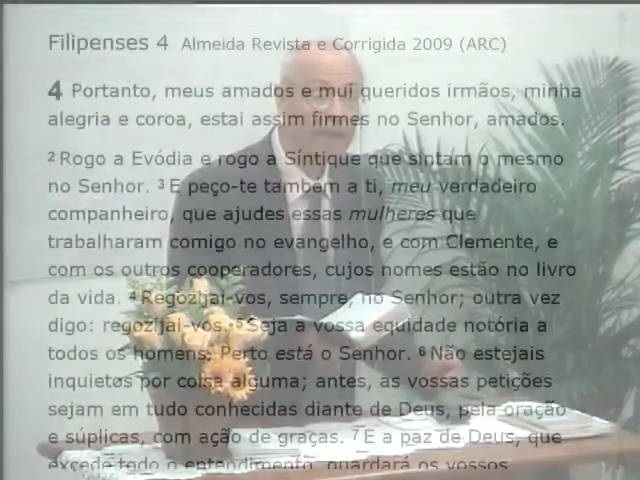 Filipenses 4 Almeida Revista e Corrigida 2009 (ARC)
4 Portanto, meus amados e mui queridos irmãos, minha
alegria e coroa, estai assim firmes no Senhor, amados.
2 Rogo a Evódia e rogo a Síntique que sintam o mesmo
no Senhor. 3 E peço-te também a ti, meu verdadeiro
companheiro, que ajudes essas mulheres que
trabalharam comigo no evangelho, e com Clemente, e
com os outros cooperadores, cujos nomes estão no livro
da vida. 4 Regozijai-vos, sempre, no Senhor; outra vez
digo: regozijai-vos. 5 Seja a vossa equidade notória a
todos os homens. Perto está o Senhor. 6 Não estejais
inquietos por coisa alguma; antes, as vossas petições
sejam em tudo conhecidas diante de Deus, pela oração
e súplicas, com ação de graças. 7 E a paz de Deus, que
excede todo o entendimento, guardará os vossos